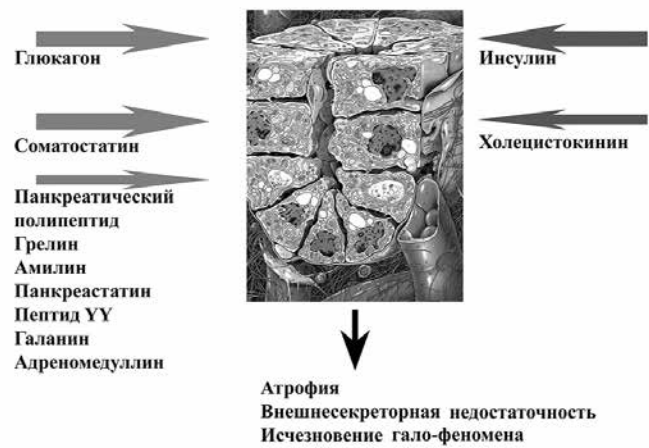 Глюкагон
Соматостатин
Панкреатический
полипептид
Грелин
Амилин
Панкреастатин
Пептид YY
Галанин
Адреномедуллин
Инсулин
Холецистокинин
Атрофия
Внешнесекреторная недостаточность
Исчезновение гало-феномена